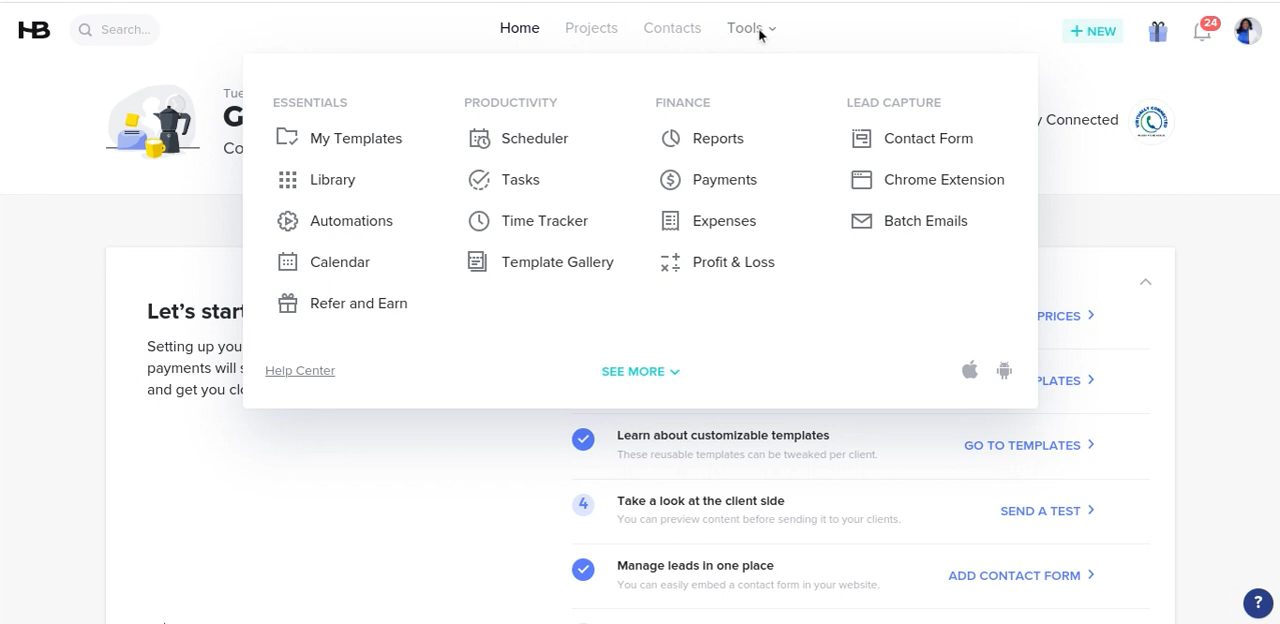 HB
Search...
Home
Projects
Contacts
Tools
+ NEW
24
Tue
G
Co
y Connected
ESSENTIALS
My Templates
Library
Automations
Calendar
Refer and Earn
PRODUCTIVITY
Scheduler
Tasks
Time Tracker
Template Gallery
FINANCE
Reports
Payments
Expenses
Profit & Loss
LEAD CAPTURE
Contact Form
Chrome Extension
Batch Emails
Help Center
SEE MORE
Let's start
Setting up you
payments will s
and get you clo
PRICES
PLATES
Learn about customizable templates
These reusable templates can be tweaked per client.
GO TO TEMPLATES
4
Take a look at the client side
You can preview content before sending it to your clients.
SEND A TEST
Manage leads in one place
You can easily embed a contact form in your website.
ADD CONTACT FORM
?